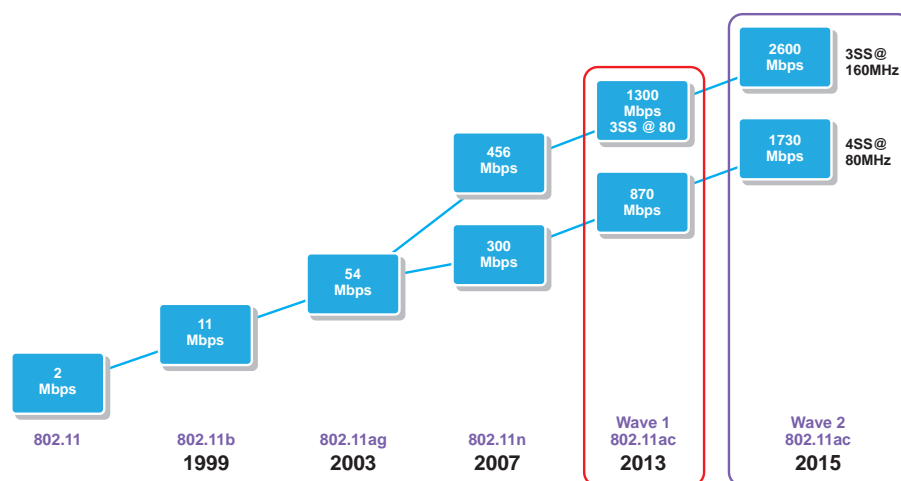 2600
Mbps
3SS@
160MHz
1300
Mbps
3SS @ 80
456
Mbps
1730
Mbps
4SS@
80MHz
870
Mbps
300
Mbps
54
Mbps
11
Mbps
2
Mbps
802.11
802.11b
1999
802.11ag
2003
802.11n
2007
Wave 1
802.11ac
2013
Wave 2
802.11ac
2015